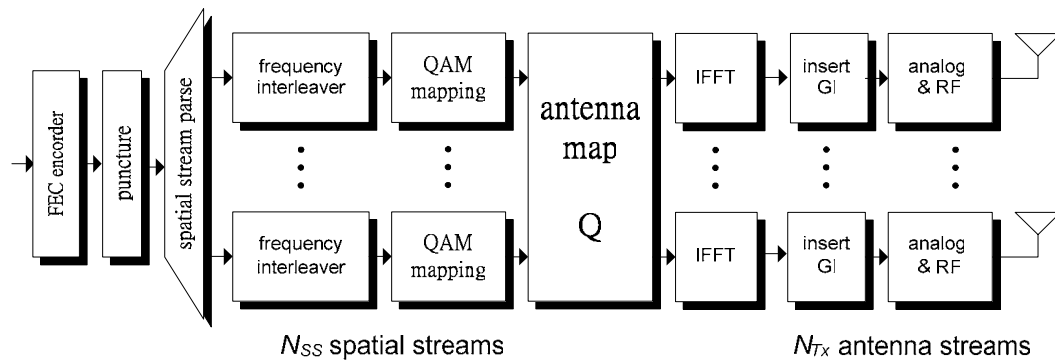 FEC encorder
puncture
spatial stream parse
frequency
interleaver
QAM
mapping
antenna
map
Q
IFFT
insert
GI
analog
& RF
frequency
interleaver
QAM
mapping
IFFT
insert
GI
analog
& RF
NSS spatial streams
NTx antenna streams